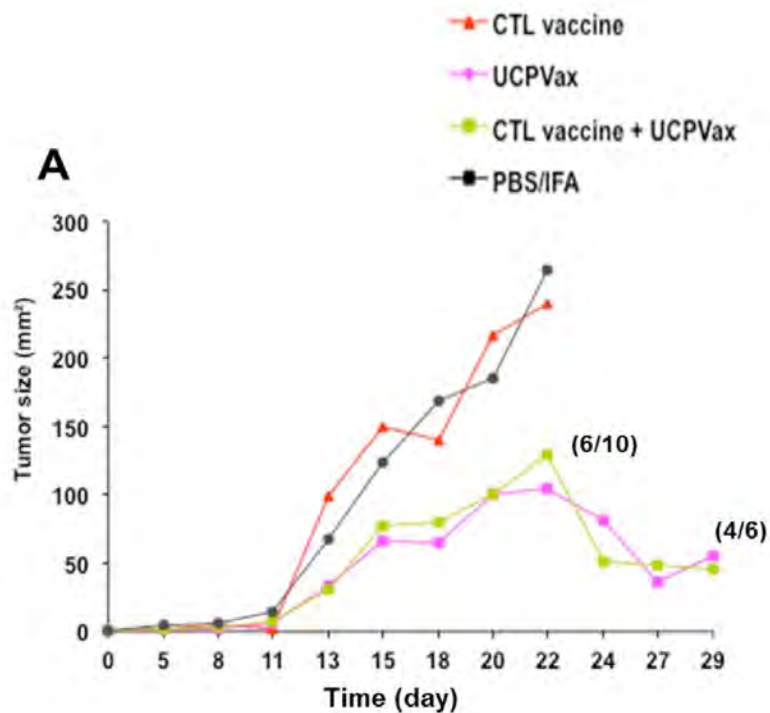 CTL vaccine
UCPVax
CTL vaccine + UCPVax
PBS/IFA
A
300
250
200
150
100
50
0
Tumor size (mm²)
(6/10)
(4/6)
0 5 8 11 13 15 18 20 22 24 27 29
Time (day)